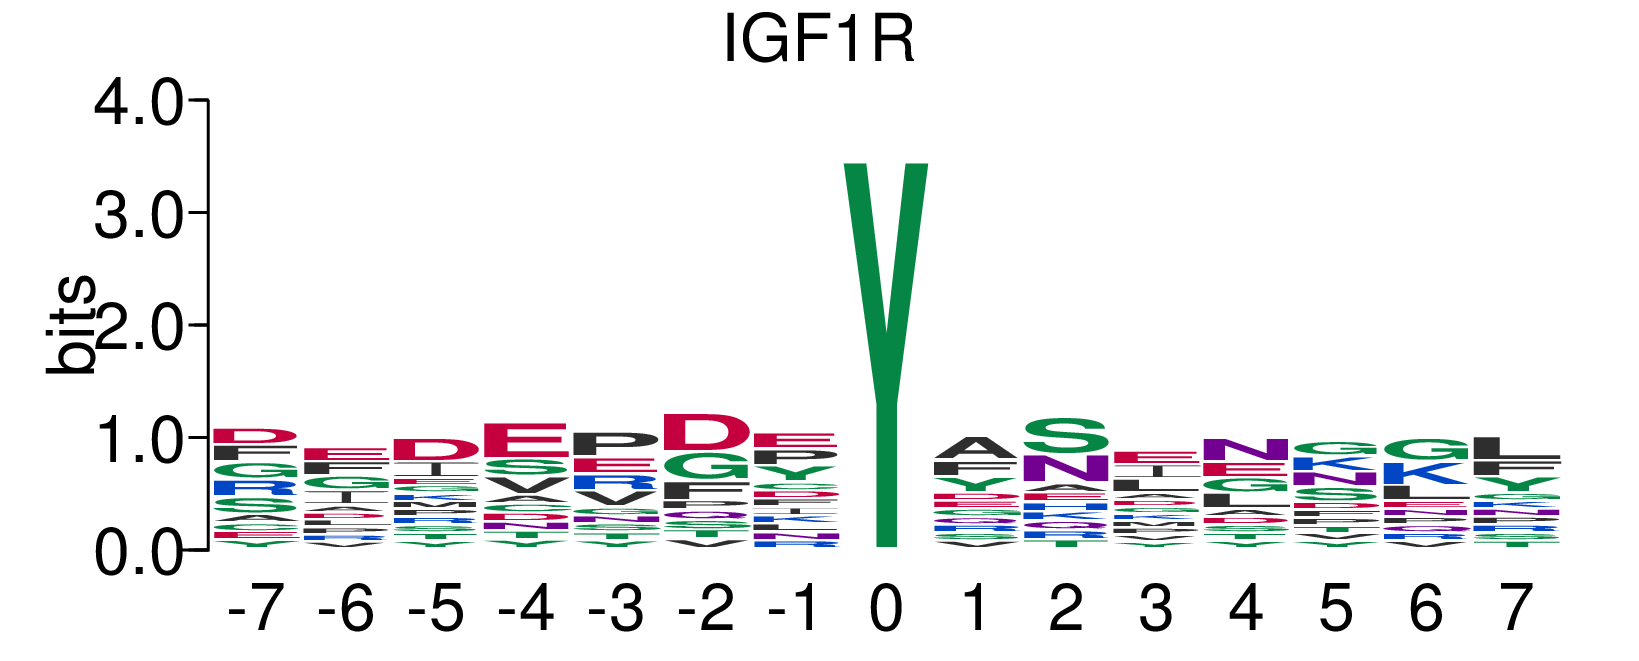 IGF1R
4.0
3.0
2.0
1.0
0.0
bits
D F G R S A C E Y
E F G I A D L P R V
D I E G K M P R S T Y
E S V A G D N T Y
P E R V G N S T Y
D G F P Q S T V
E P Y G D F I K L N R
Y
A F Y D E G Q S V
S N A E H K Q R T
E I L A G K M P V Y
N E G L A D S T Y
G K N S D E P T V Y
G K L E N P Q R V
L F Y G K N P R S T
-7 -6 -5 -4 -3 -2 -1 0 1 2 3 4 5 6 7